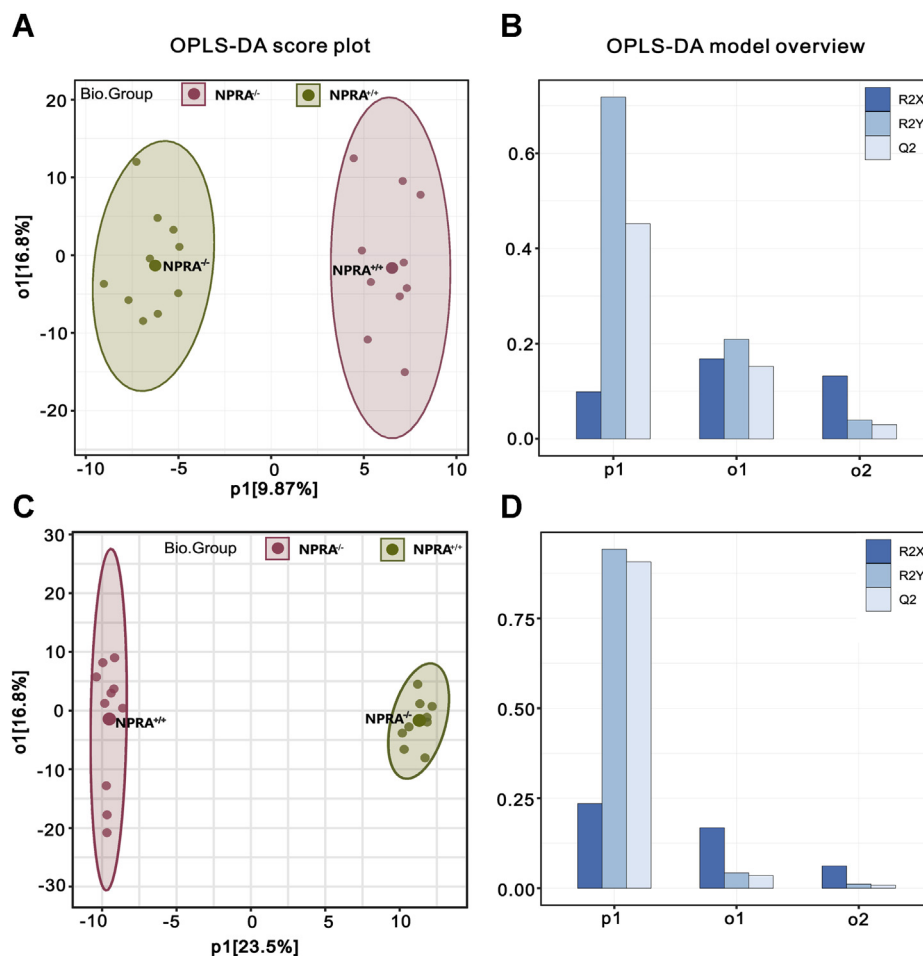 A
OPLS-DA score plot
Bio.Group NPRA-/- NPRA+/+
20
10
0
-10
-20
NPRA-/-
NPRA+/+
-10 -5 0 5 10
o1[16.8%]
p1[9.87%]
B
OPLS-DA model overview
R2X
R2Y
Q2
0.6
0.4
0.2
0.0
p1 o1 o2
C
Bio.Group NPRA-/- NPRA+/+
30
20
10
0
-10
-20
-30
NPRA+/+
NPRA-/-
-10 -5 0 5 10
o1[16.8%]
p1[23.5%]
D
R2X
R2Y
Q2
0.75
0.50
0.25
0.00
p1 o1 o2